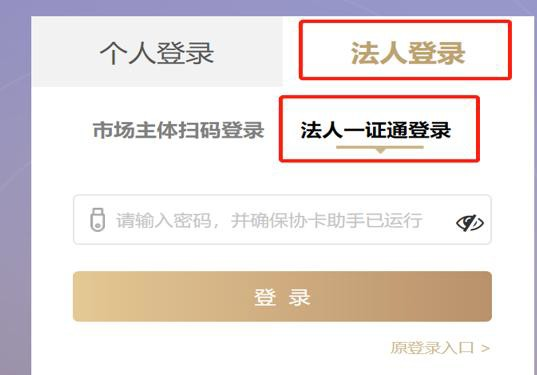 个人登录 法人登录
市场主体扫码登录 法人一证通登录
请输入密码，并确保协卡助手已运行
登 录
原登录入口 >